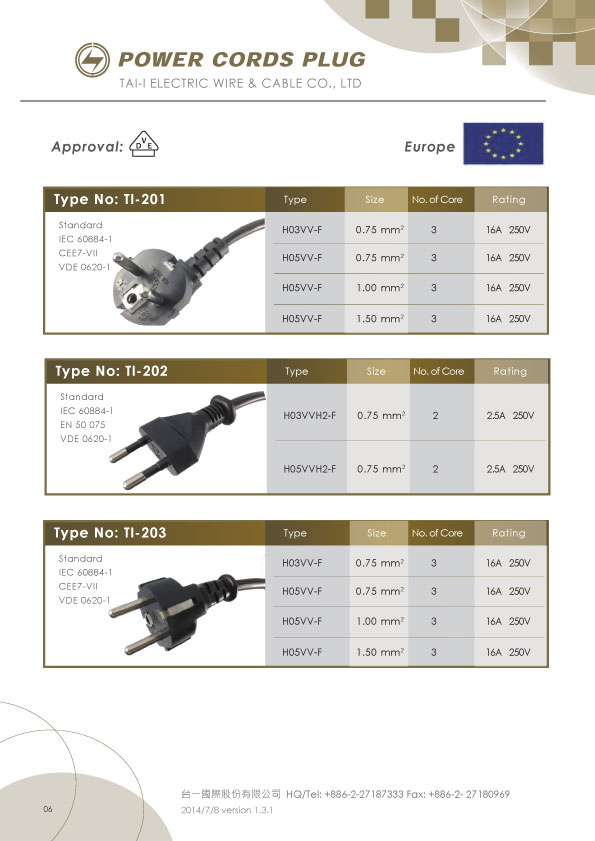 POWER CORDS PLUG
TAI-I ELECTRIC WIRE & CABLE CO., LTD
Approval: VDE Europe
Type No: TI-201 Type Size No. of Core Rating
Standard
IEC 60884-1
CEE7-VII
VDE 0620-1
H03VV-F 0.75 mm² 3 16A 250V
H05VV-F 0.75 mm² 3 16A 250V
H05VV-F 1.00 mm² 3 16A 250V
H05VV-F 1.50 mm² 3 16A 250V
Type No: TI-202 Type Size No. of Core Rating
Standard
IEC 60884-1
EN 50 075
VDE 0620-1
H03VVH2-F 0.75 mm² 2 2.5A 250V
H05VVH2-F 0.75 mm² 2 2.5A 250V
Type No: TI-203 Type Size No. of Core Rating
Standard
IEC 60884-1
CEE7-VII
VDE 0620-1
H03VV-F 0.75 mm² 3 16A 250V
H05VV-F 0.75 mm² 3 16A 250V
H05VV-F 1.00 mm² 3 16A 250V
H05VV-F 1.50 mm² 3 16A 250V
台一國際股份有限公司 HQ/Tel: +886-2-27187333 Fax: +886-2- 27180969
06 2014/7/8 version 1.3.1